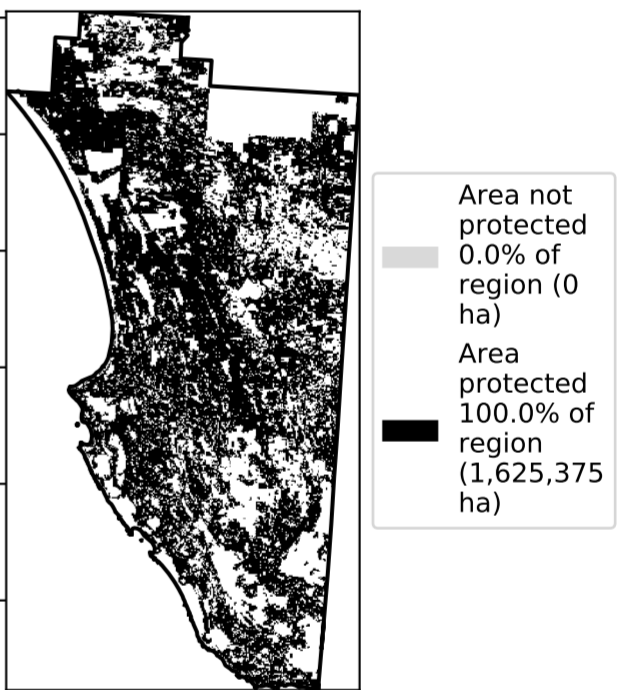 Area not
protected
0.0% of
region (0
ha)
Area
protected
100.0% of
region
(1,625,375
ha)